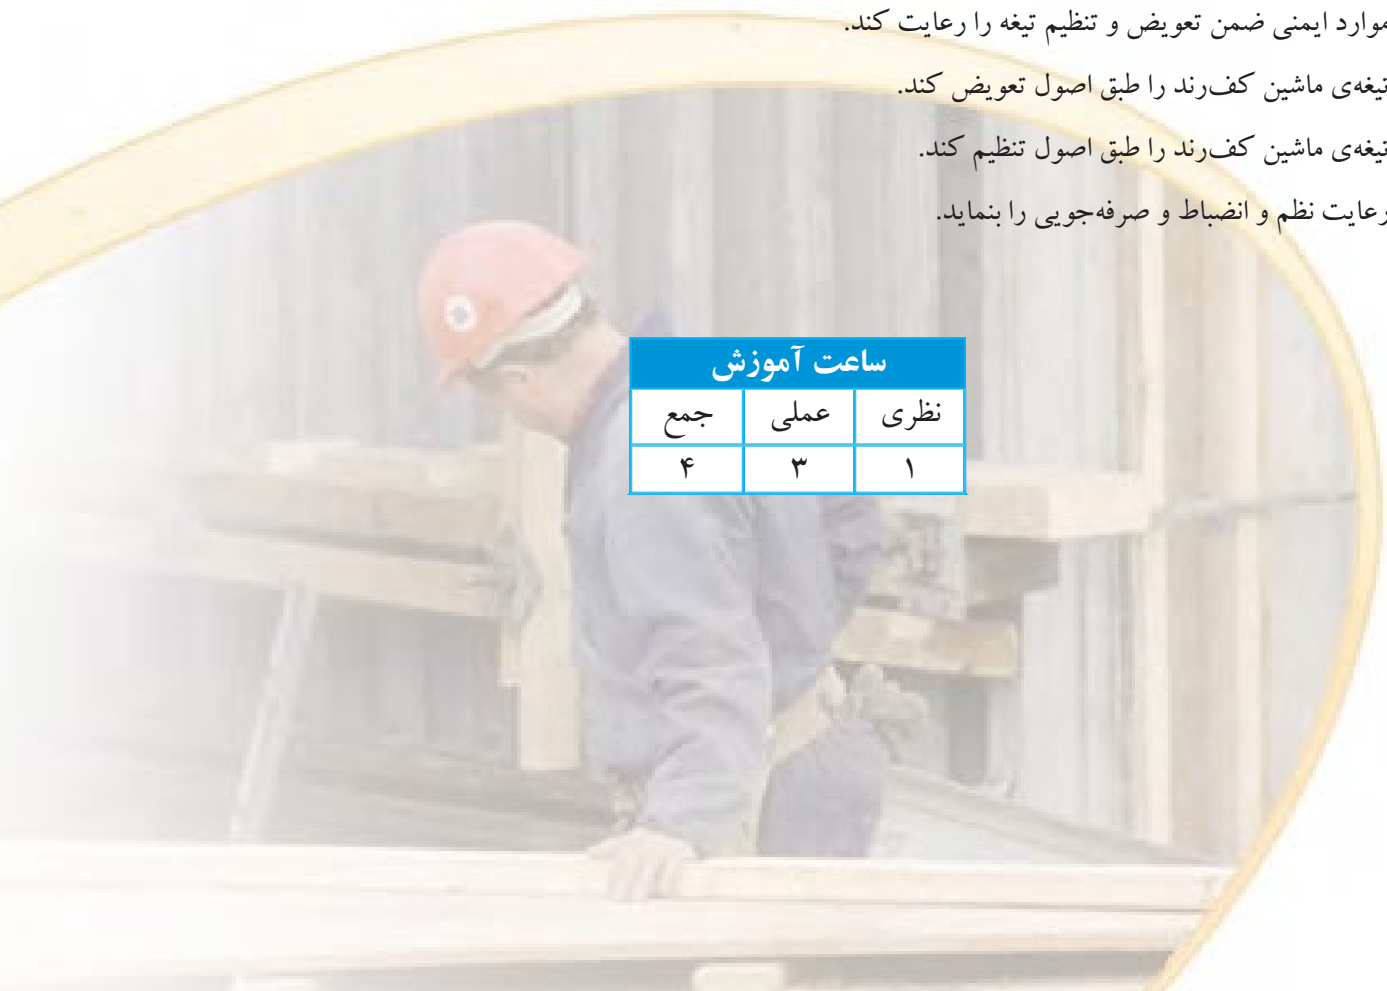 موارد ایمنی ضمن تعویض و تنظیم تیغه را رعایت کند.
تیغه‌ی ماشین کف‌رند را طبق اصول تعویض کند.
تیغه‌ی ماشین کف‌رند را طبق اصول تنظیم کند.
رعایت نظم و انضباط و صرفه‌جویی را بنماید.
ساعت آموزش
نظری عملی جمع
۱ ۳ ۴